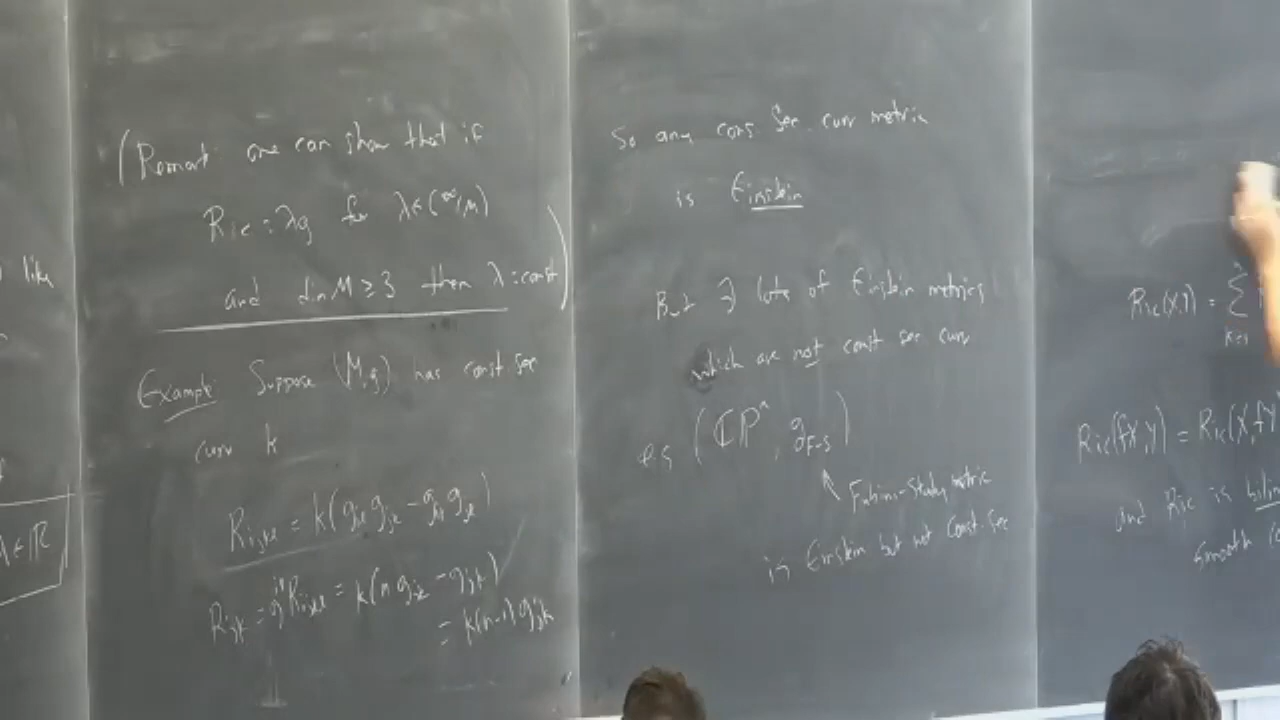 like
λ∈ℝ
(Remark: one can show that if
Ric = λg for λ∈C^∞(M)
and dim M ≥ 3 then λ = const)
Example Suppose (M, g) has const sec
curv k
R_ijkl = k(g_il g_jk - g_ik g_jl)
R_jk = g^il R_ijkl = k(n g_jk - g_jk)
= k(n-1) g_jk
So any cons sec. curv metric
is Einstein
But ∃ lots of Einstein metrics
which are not const sec curv
e.g. (ℂP^n, g_F-S)
↖ Fubini-Study metric
is Einstein but not const. sec
Ric(X,Y) = Σ
Ric(fX,Y) = Ric(X,fY
and Ric is
smooth